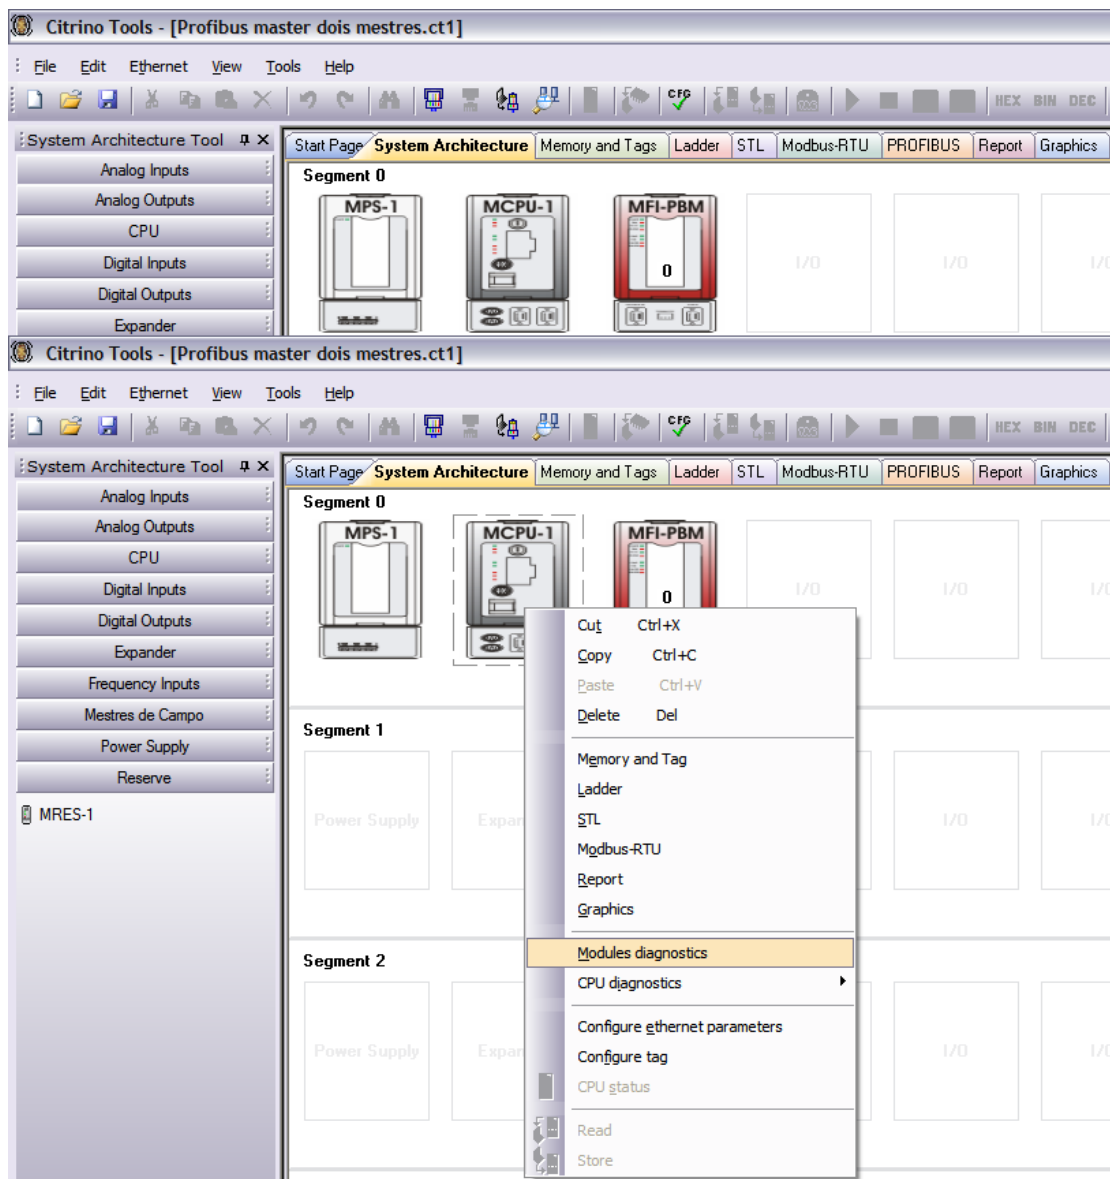 Citrino Tools - [Profibus master dois mestres.ct1]
File Edit Ethernet View Tools Help
CFG HEX BIN DEC
System Architecture Tool
Start Page System Architecture Memory and Tags Ladder STL Modbus-RTU PROFIBUS Report Graphics
Analog Inputs
Analog Outputs
CPU
Digital Inputs
Digital Outputs
Expander
Segment 0
MPS-1 MCPU-1 MFI-PBM
0
I/O I/O I/O
Citrino Tools - [Profibus master dois mestres.ct1]
File Edit Ethernet View Tools Help
CFG HEX BIN DEC
System Architecture Tool
Start Page System Architecture Memory and Tags Ladder STL Modbus-RTU PROFIBUS Report Graphics
Analog Inputs
Analog Outputs
CPU
Digital Inputs
Digital Outputs
Expander
Frequency Inputs
Mestres de Campo
Power Supply
Reserve
MRES-1
Segment 0
MPS-1 MCPU-1 MFI-PBM
0
I/O I/O I/O
Segment 1
Power Supply Expan I/O I/O
Segment 2
Power Supply Expan I/O I/O
Cut Ctrl+X
Copy Ctrl+C
Paste Ctrl+V
Delete Del
Memory and Tag
Ladder
STL
Modbus-RTU
Report
Graphics
Modules diagnostics
CPU diagnostics
Configure ethernet parameters
Configure tag
CPU status
Read
Store